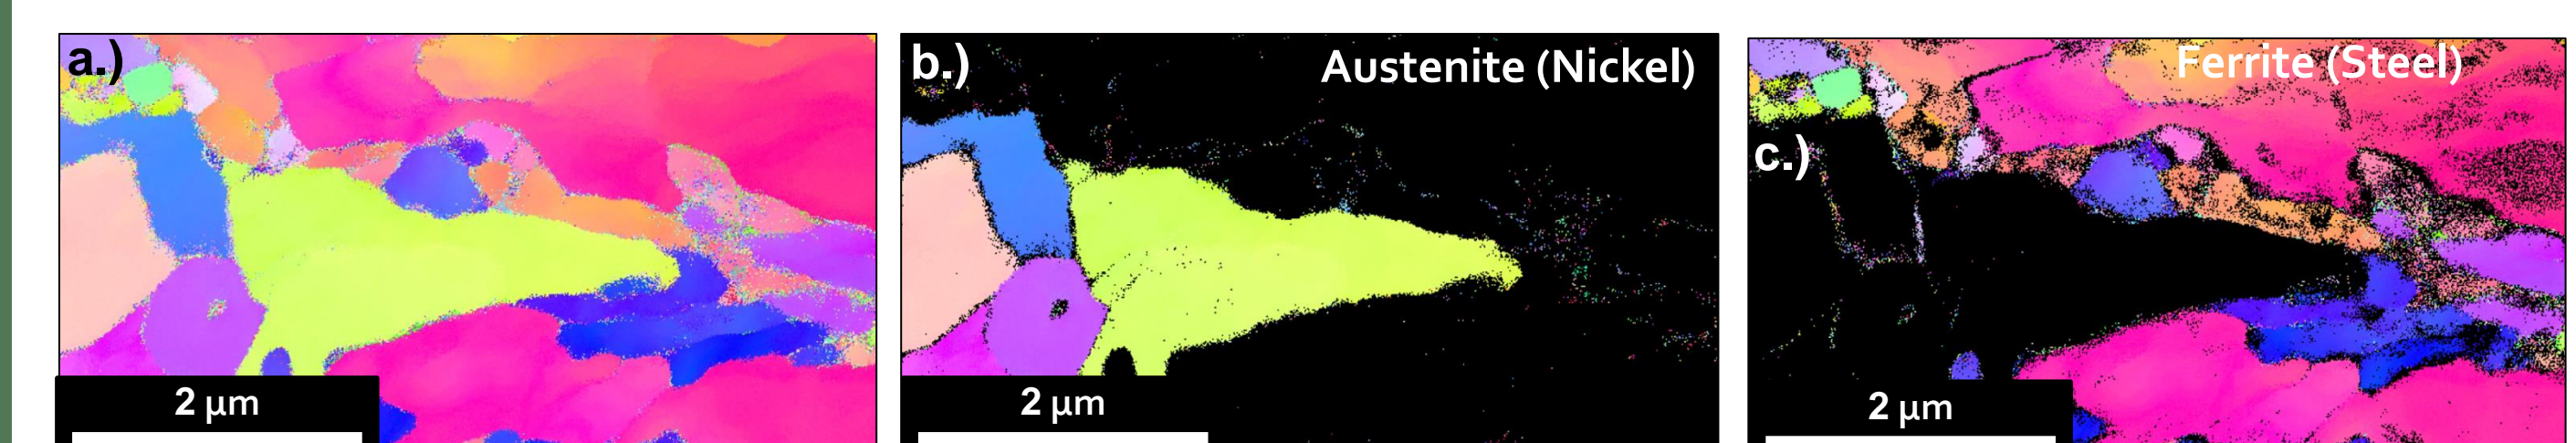 a.)
b.)
Austenite (Nickel)
Ferrite (Steel)
c.)
2 µm
2 µm
2 µm